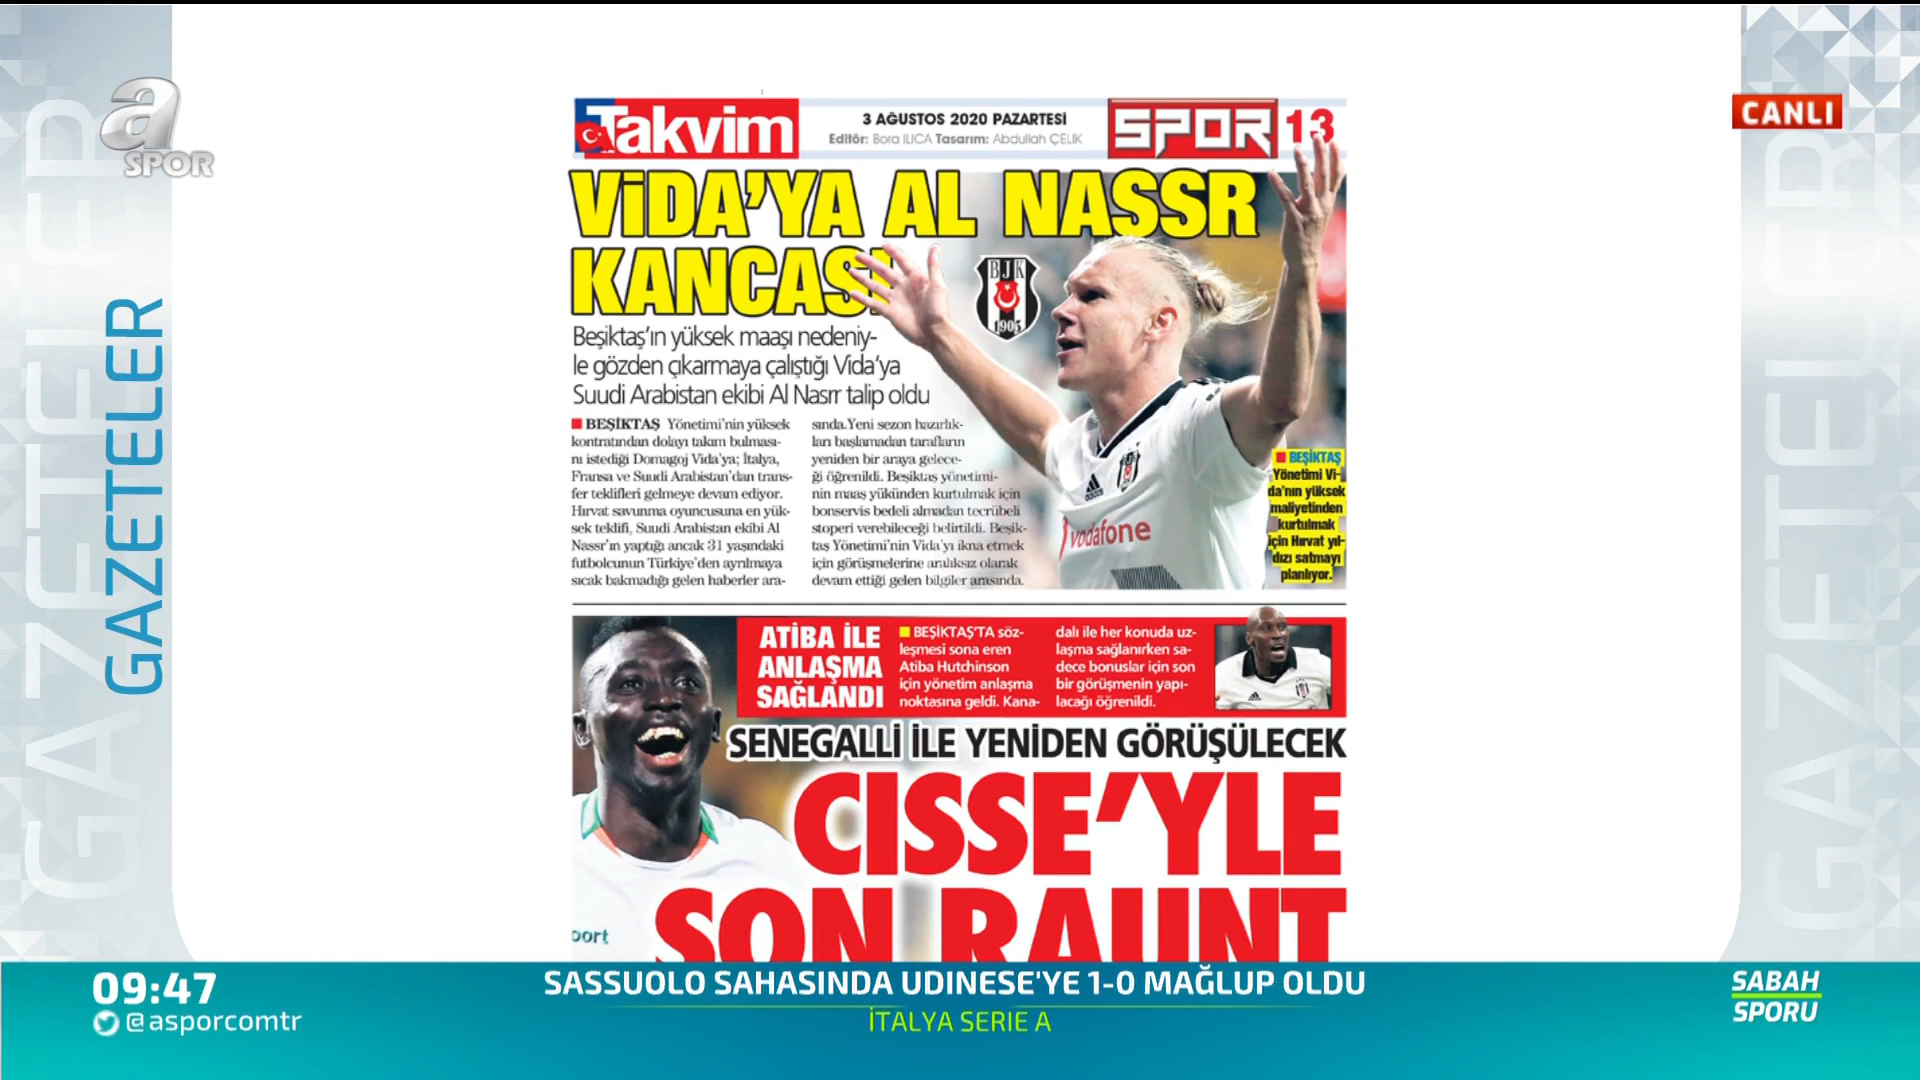 a
SPOR
CANLI
GAZETELER
GAZETELER
GAZETELER
Takvim
3 AĞUSTOS 2020 PAZARTESİ
Editör: Bora ILICA Tasarım: Abdullah ÇELİK
SPOR 13
VİDA'YA AL NASSR
KANCASI
BJK
1905
Beşiktaş'ın yüksek maaşı nedeniy-
le gözden çıkarmaya çalıştığı Vida'ya
Suudi Arabistan ekibi Al Nasrr talip oldu
BEŞİKTAŞ Yönetimi'nin yüksek
kontratından dolayı takım bulması-
nı istediği Domagoj Vida'ya; İtalya,
Fransa ve Suudi Arabistan'dan trans-
fer teklifleri gelmeye devam ediyor.
Hırvat savunma oyuncusuna en yük-
sek teklifi, Suudi Arabistan ekibi Al
Nassr'ın yaptığı ancak 31 yaşındaki
futbolcunun Türkiye'den ayrılmaya
sıcak bakmadığı gelen haberler ara-
sında.Yeni sezon hazırlık-
ları başlamadan tarafların
yeniden bir araya gelece-
ği öğrenildi. Beşiktaş yönetimi-
nin maaş yükünden kurtulmak için
bonservis bedeli almadan tecrübeli
stoperi verebileceği belirtildi. Beşik-
taş Yönetimi'nin Vida'yı ikna etmek
için görüşmelerine aralıksız olarak
devam ettiği gelen bilgiler arasında.
adidas
vodafone
BEŞİKTAŞ
Yönetimi Vi-
da'nın yüksek
maliyetinden
kurtulmak
için Hırvat yıl-
dızı satmayı
planlıyor.
ATİBA İLE
ANLAŞMA
SAĞLANDI
BEŞİKTAŞ'TA söz-
leşmesi sona eren
Atiba Hutchinson
için yönetim anlaşma
noktasına geldi. Kana-
dalı ile her konuda uz-
laşma sağlanırken sa-
dece bonuslar için son
bir görüşmenin yapı-
lacağı öğrenildi.
SENEGALLİ İLE YENİDEN GÖRÜŞÜLECEK
CISSE'YLE
SON RAUNT
port
09:47
@asporcomtr
SASSUOLO SAHASINDA UDINESE'YE 1-0 MAĞLUP OLDU
İTALYA SERIE A
SABAH
SPORU